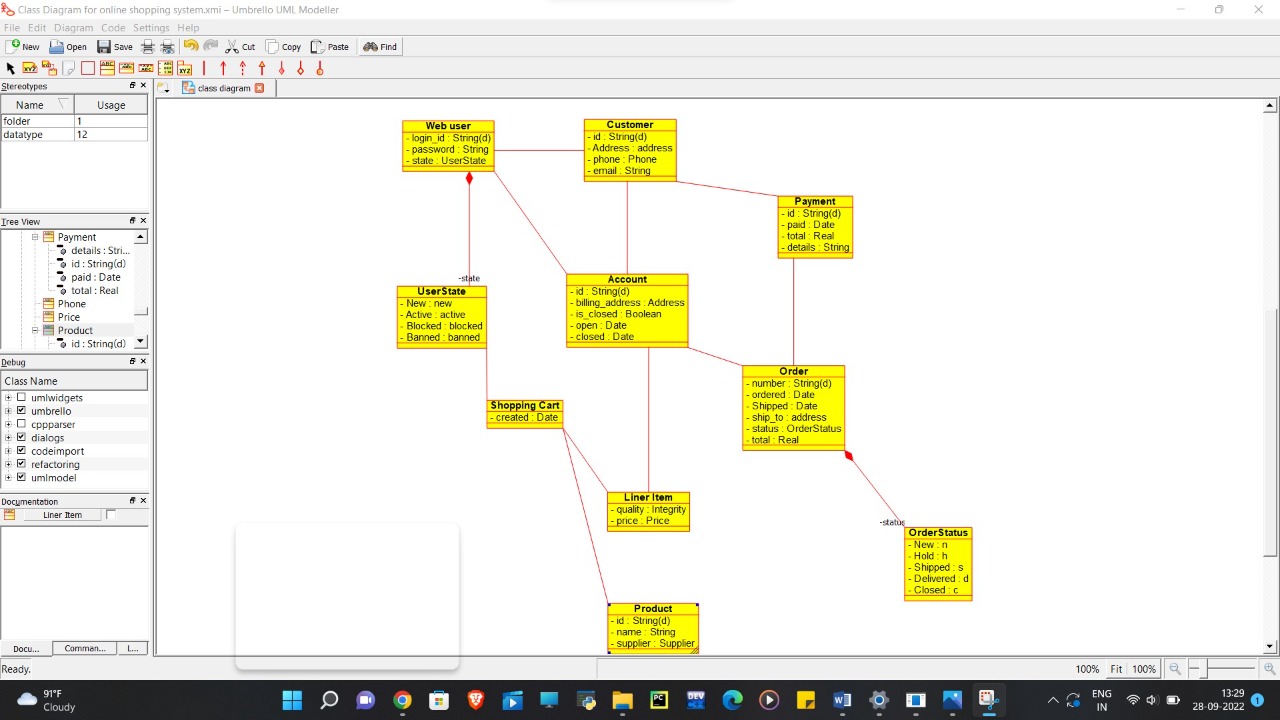 Class Diagram for online shopping system.xmi – Umbrello UML Modeller
File Edit Diagram Code Settings Help
New Open Save Cut Copy Paste Find
Stereotypes
Name Usage
folder 1
datatype 12
Tree View
Payment
details : Stri...
id : String(d)
paid : Date
total : Real
Phone
Price
Product
id : String(d)
Debug
Class Name
umlwidgets
umbrello
cppparser
dialogs
codeimport
refactoring
umlmodel
Documentation
Liner Item
Docu... Comman... L...
class diagram
Web user
- login_id : String(d)
- password : String
- state : UserState
Customer
- id : String(d)
- Address : address
- phone : Phone
- email : String
Payment
- id : String(d)
- paid : Date
- total : Real
- details : String
-state
UserState
- New : new
- Active : active
- Blocked : blocked
- Banned : banned
Account
- id : String(d)
- billing_address : Address
- is_closed : Boolean
- open : Date
- closed : Date
Order
- number : String(d)
- ordered : Date
- Shipped : Date
- ship_to : address
- status : OrderStatus
- total : Real
Shopping Cart
- created : Date
Liner Item
- quality : Integrity
- price : Price
-status
OrderStatus
- New : n
- Hold : h
- Shipped : s
- Delivered : d
- Closed : c
Product
- id : String(d)
- name : String
- supplier : Supplier
Ready.
100% Fit 100%
91°F
Cloudy
ENG
IN
13:29
28-09-2022
1